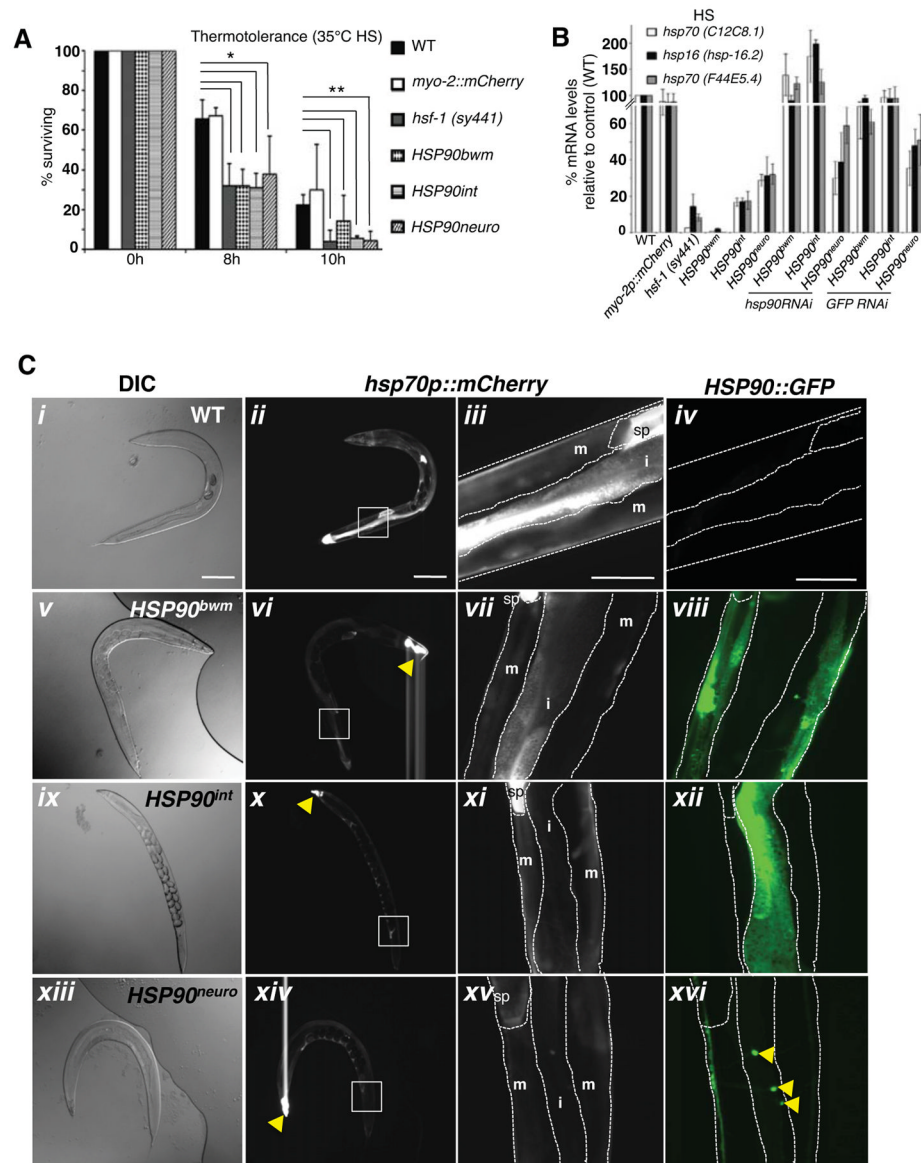 A
Thermotolerance (35°C HS)
% surviving
100
80
60
40
20
0
0h
8h
10h
*
**
WT
myo-2::mCherry
hsf-1 (sy441)
HSP90bwm
HSP90int
HSP90neuro
B
HS
hsp70 (C12C8.1)
hsp16 (hsp-16.2)
hsp70 (F44E5.4)
% mRNA levels
relative to control (WT)
200
150
100
80
60
40
20
0
WT
myo-2p::mCherry
hsf-1 (sy441)
HSP90bwm
HSP90int
HSP90neuro
HSP90bwm
HSP90int
HSP90neuro
HSP90bwm
HSP90int
HSP90neuro
hsp90RNAi
GFP RNAi
C
DIC
hsp70p::mCherry
HSP90::GFP
i
WT
ii
iii
sp
m
i
m
iv
v
HSP90bwm
vi
vii
sp
m
m
i
viii
ix
HSP90int
x
xi
sp
i
m
m
xii
xiii
HSP90neuro
xiv
xv
sp
m
m
i
xvi